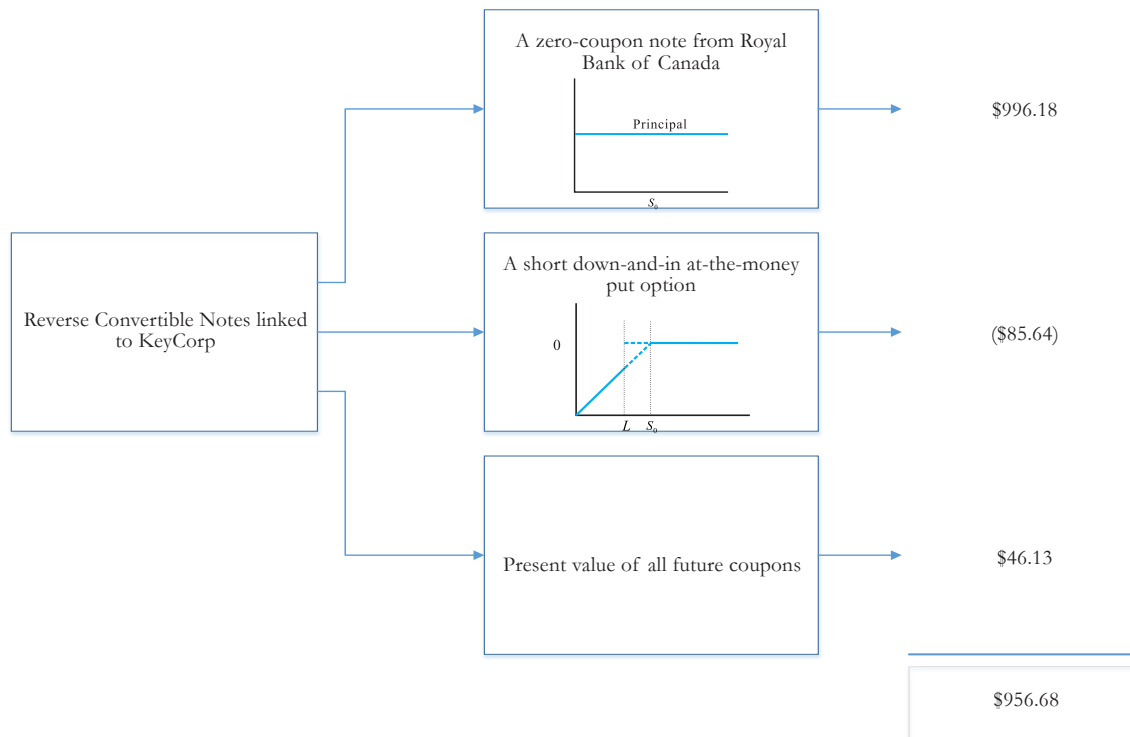 A zero-coupon note from Royal
Bank of Canada
Principal
S₀
$996.18
Reverse Convertible Notes linked
to KeyCorp
A short down-and-in at-the-money
put option
0
L S₀
($85.64)
Present value of all future coupons
$46.13
$956.68